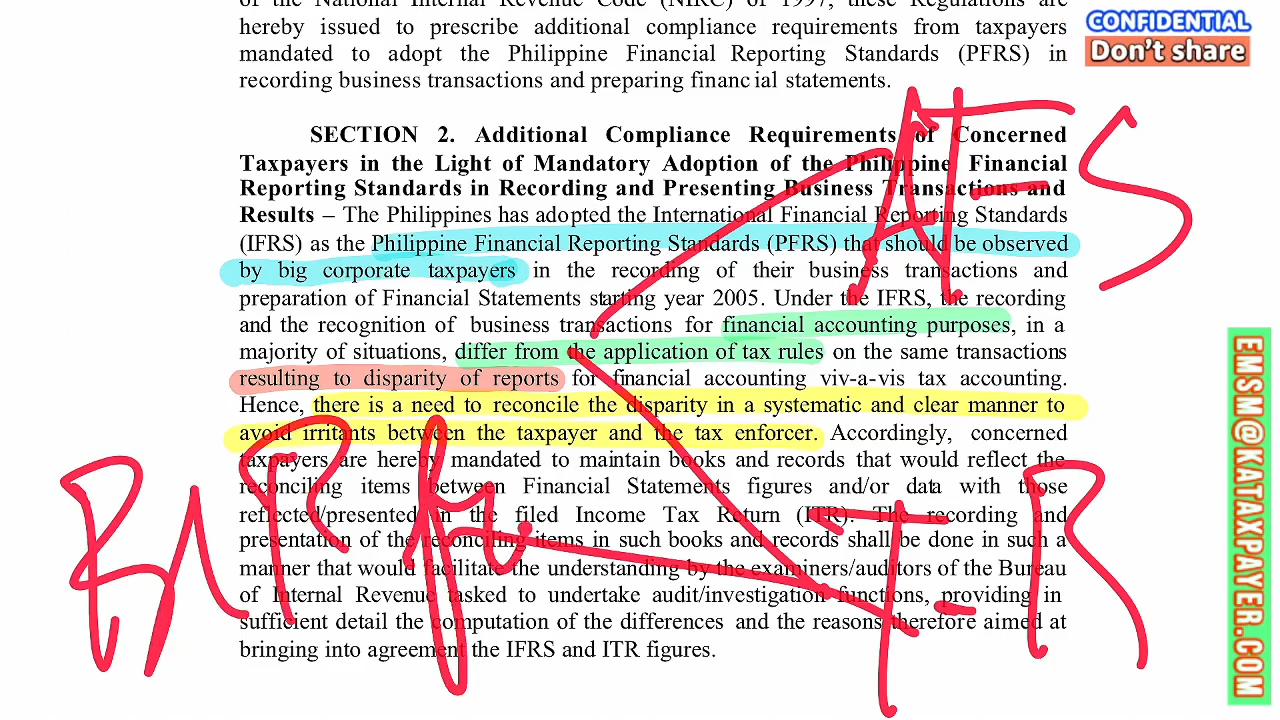 of the National Internal Revenue Code (NIRC) of 1997, these Regulations are
hereby issued to prescribe additional compliance requirements from taxpayers
mandated to adopt the Philippine Financial Reporting Standards (PFRS) in
recording business transactions and preparing financial statements.
CONFIDENTIAL
Don't share
SECTION 2. Additional Compliance Requirements of Concerned
Taxpayers in the Light of Mandatory Adoption of the Philippine Financial
Reporting Standards in Recording and Presenting Business Transactions and
Results – The Philippines has adopted the International Financial Reporting Standards
(IFRS) as the Philippine Financial Reporting Standards (PFRS) that should be observed
by big corporate taxpayers in the recording of their business transactions and
preparation of Financial Statements starting year 2005. Under the IFRS, the recording
and the recognition of business transactions for financial accounting purposes, in a
majority of situations, differ from the application of tax rules on the same transactions
resulting to disparity of reports for financial accounting viv-a-vis tax accounting.
Hence, there is a need to reconcile the disparity in a systematic and clear manner to
avoid irritants between the taxpayer and the tax enforcer. Accordingly, concerned
taxpayers are hereby mandated to maintain books and records that would reflect the
reconciling items between Financial Statements figures and/or data with those
reflected/presented in the filed Income Tax Return (ITR). The recording and
presentation of the reconciling items in such books and records shall be done in such a
manner that would facilitate the understanding by the examiners/auditors of the Bureau
of Internal Revenue tasked to undertake audit/investigation functions, providing in
sufficient detail the computation of the differences and the reasons therefore aimed at
bringing into agreement the IFRS and ITR figures.
AFS
BIR
ITR
EMSM@KATAXPAYER.COM